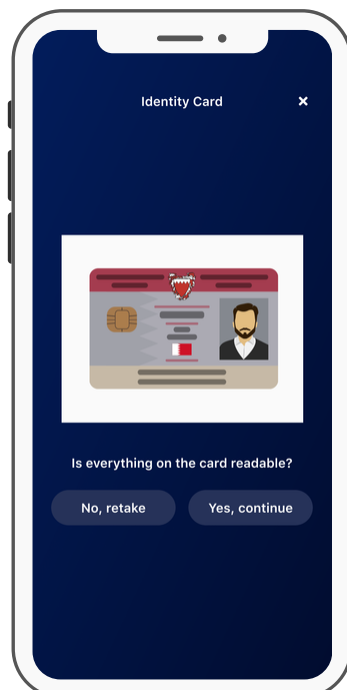 Identity Card
Is everything on the card readable?
No, retake
Yes, continue